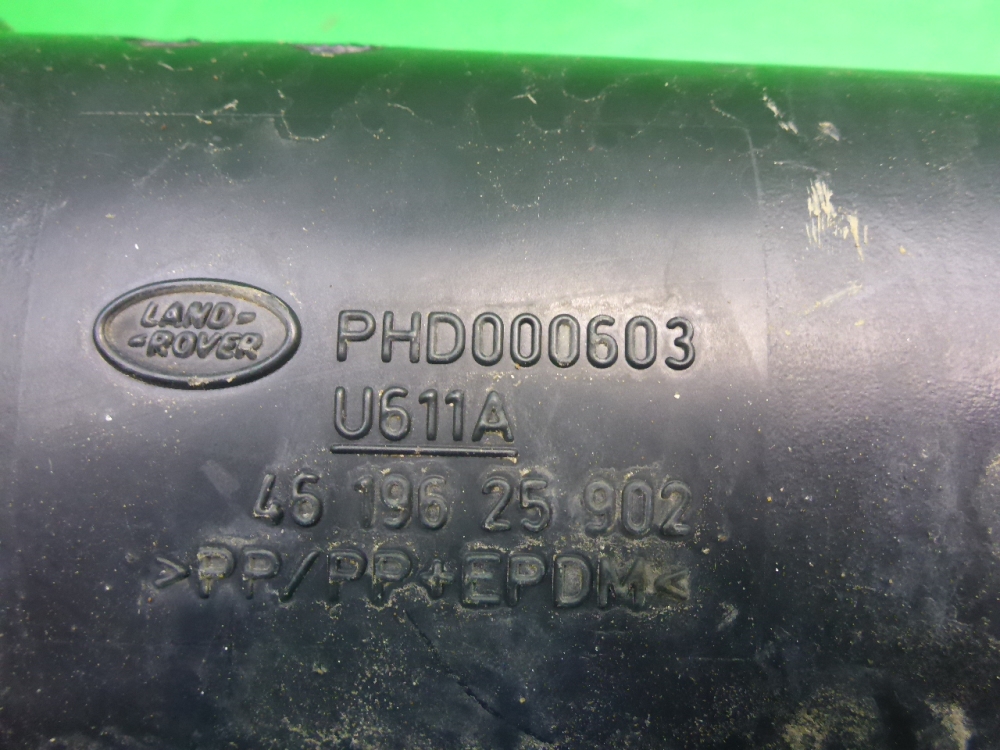 LAND-
-ROVER
PHD000603
U611A
46 196 25 902
>PP/PP+EPDM<